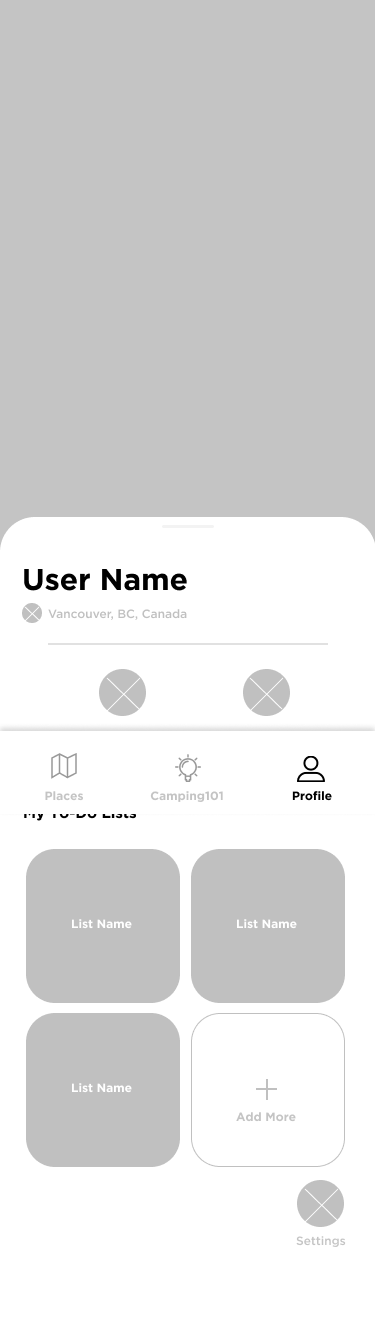 User Name
Vancouver, BC, Canada
Places Camping101 Profile
My To-Do Lists
List Name List Name
List Name Add More
Settings